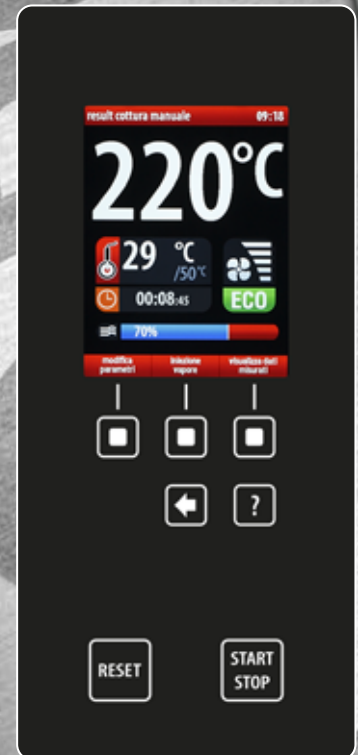 result cottura manuale 09:18
220°C
29 °C
/50°C
00:08:45 ECO
70%
modifica parametri
iniezione vapore
visualizza dati misurati
?
RESET
START
STOP